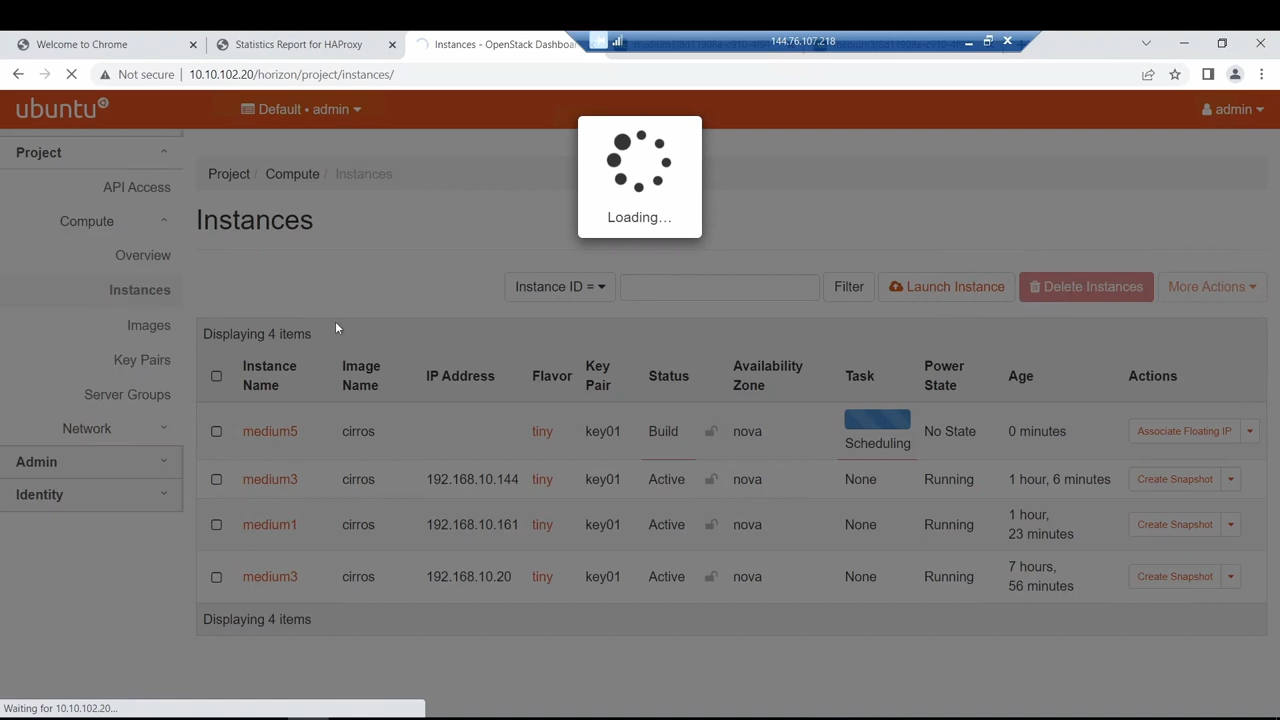 144.76.107.218
Welcome to Chrome
Statistics Report for HAProxy
Instances - OpenStack Dashboa
Not secure
10.10.102.20/horizon/project/instances/
ubuntu
Default • admin
admin
Project
API Access
Compute
Overview
Instances
Images
Key Pairs
Server Groups
Network
Admin
Identity
Project / Compute / Instances
Instances
Loading…
Instance ID =
Filter
Launch Instance
Delete Instances
More Actions
Displaying 4 items
Instance Name Image Name IP Address Flavor Key Pair Status Availability Zone Task Power State Age Actions
medium5 cirros tiny key01 Build nova Scheduling No State 0 minutes Associate Floating IP
medium3 cirros 192.168.10.144 tiny key01 Active nova None Running 1 hour, 6 minutes Create Snapshot
medium1 cirros 192.168.10.161 tiny key01 Active nova None Running 1 hour, 23 minutes Create Snapshot
medium3 cirros 192.168.10.20 tiny key01 Active nova None Running 7 hours, 56 minutes Create Snapshot
Displaying 4 items
Waiting for 10.10.102.20...